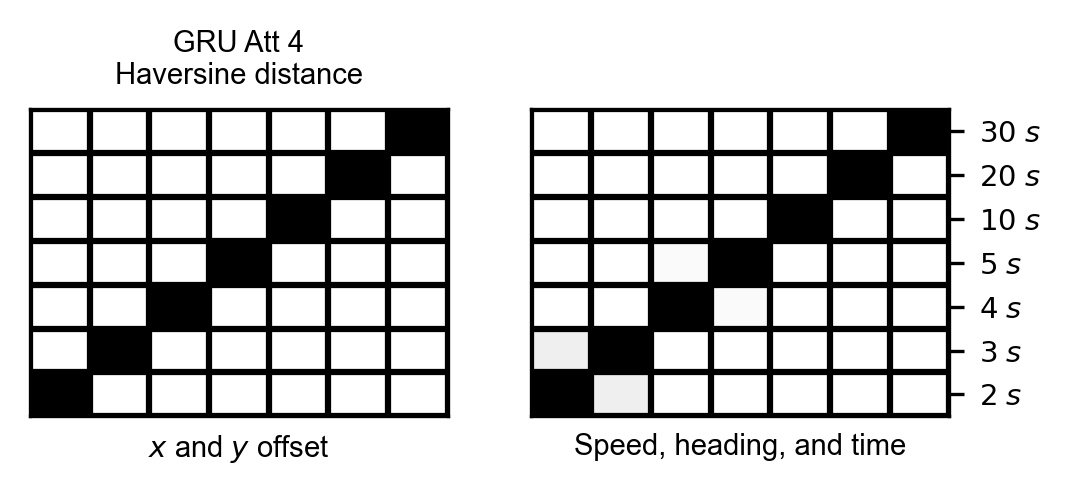 GRU Att 4
Haversine distance
30 s
20 s
10 s
5 s
4 s
3 s
2 s
x and y offset
Speed, heading, and time